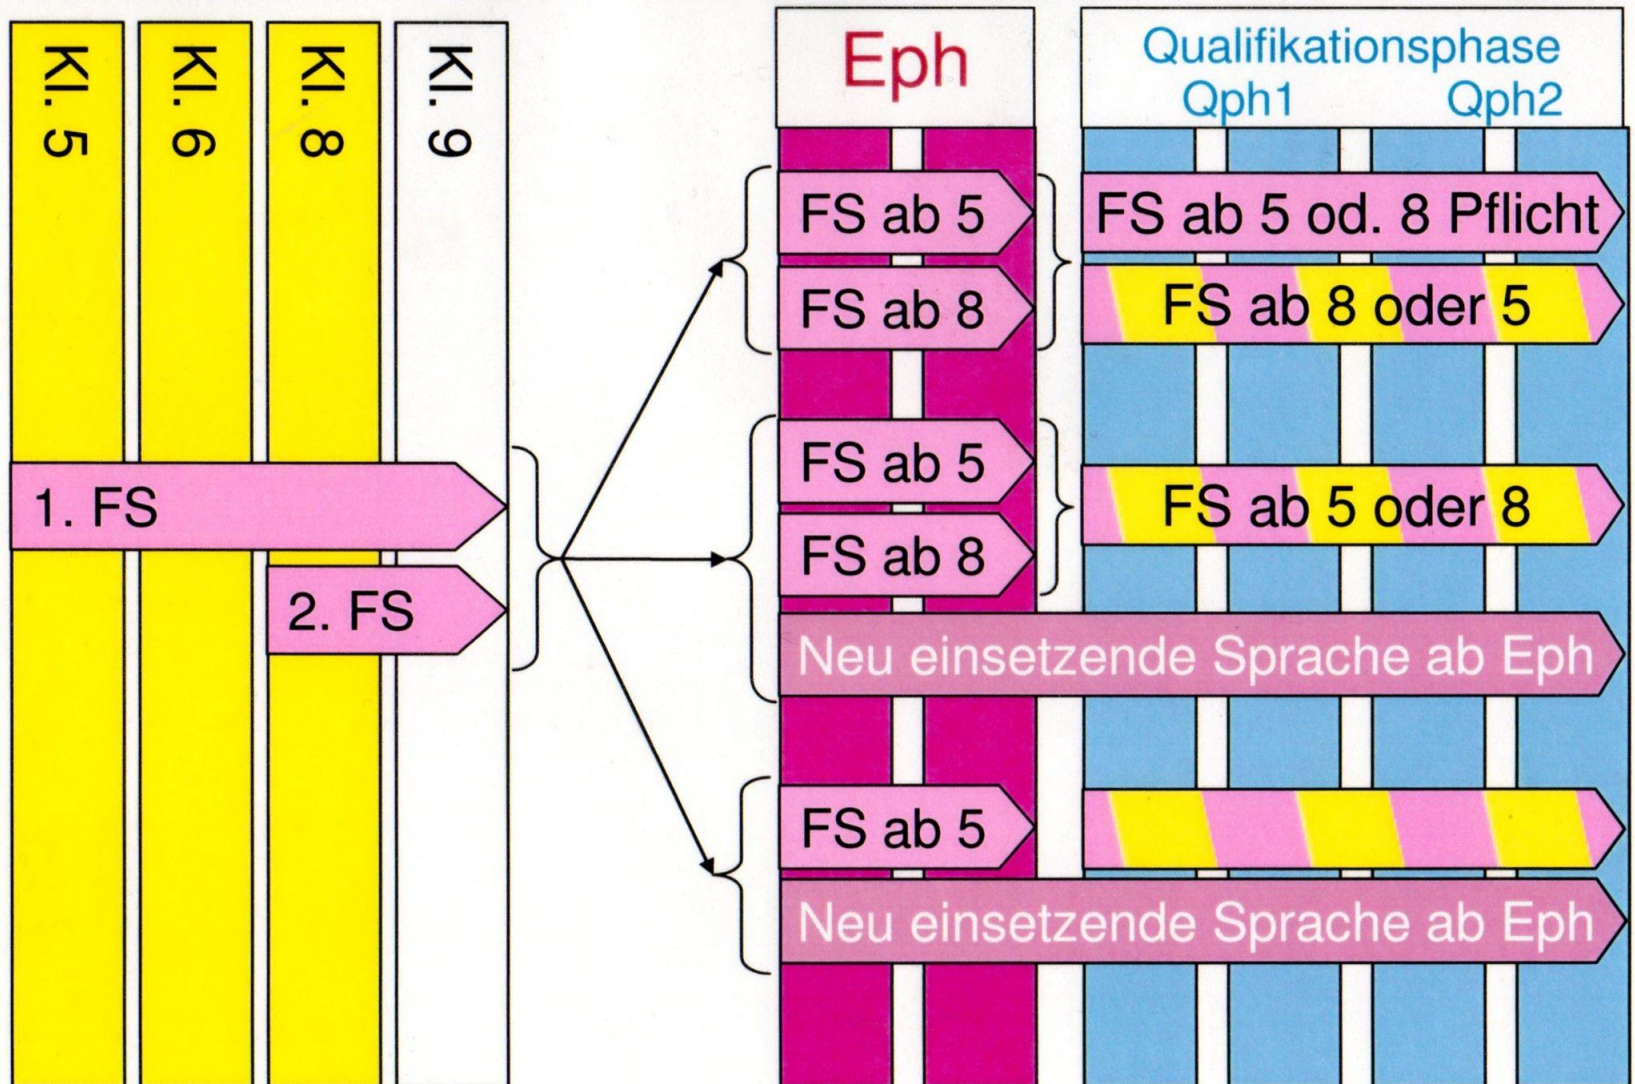 Kl. 5
Kl. 6
Kl. 8
Kl. 9
1. FS
2. FS
Eph
FS ab 5
FS ab 8
FS ab 5
FS ab 8
Neu einsetzende Sprache ab Eph
FS ab 5
Neu einsetzende Sprache ab Eph
Qualifikationsphase
Qph1 Qph2
FS ab 5 od. 8 Pflicht
FS ab 8 oder 5
FS ab 5 oder 8